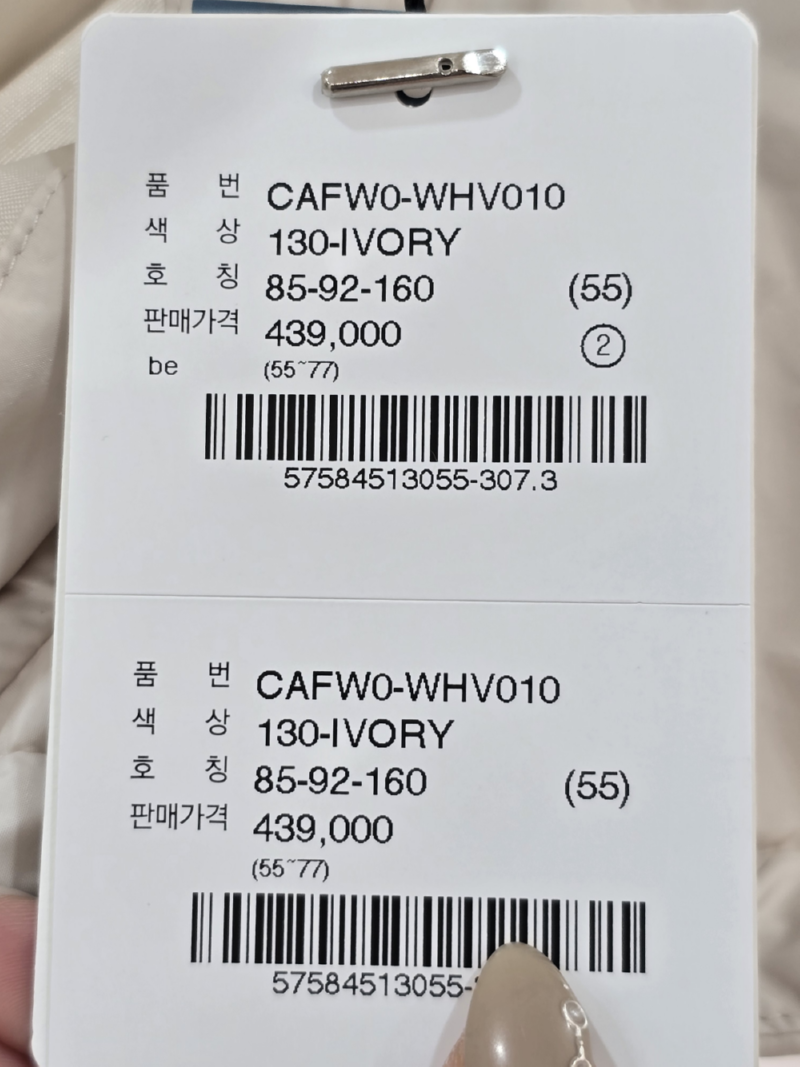 품 번 CAFW0-WHV010
색 상 130-IVORY
호 칭 85-92-160 (55)
판매가격 439,000 ②
be (55~77)
57584513055-307.3
품 번 CAFW0-WHV010
색 상 130-IVORY
호 칭 85-92-160 (55)
판매가격 439,000
(55~77)
57584513055-